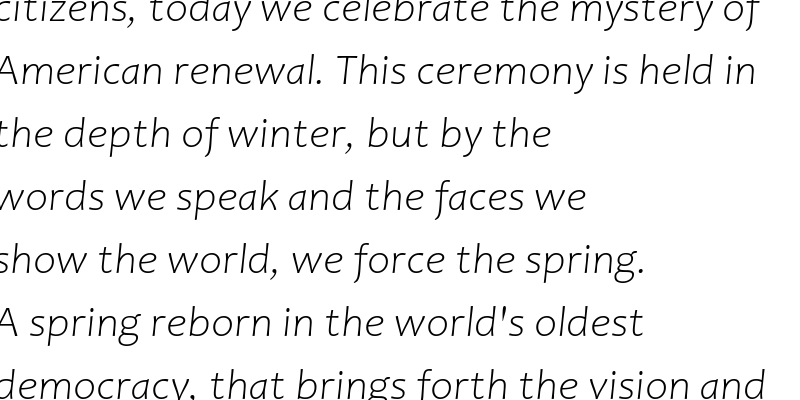 citizens, today we celebrate the mystery of
American renewal. This ceremony is held in
the depth of winter, but by the
words we speak and the faces we
show the world, we force the spring.
A spring reborn in the world's oldest
democracy, that brings forth the vision and